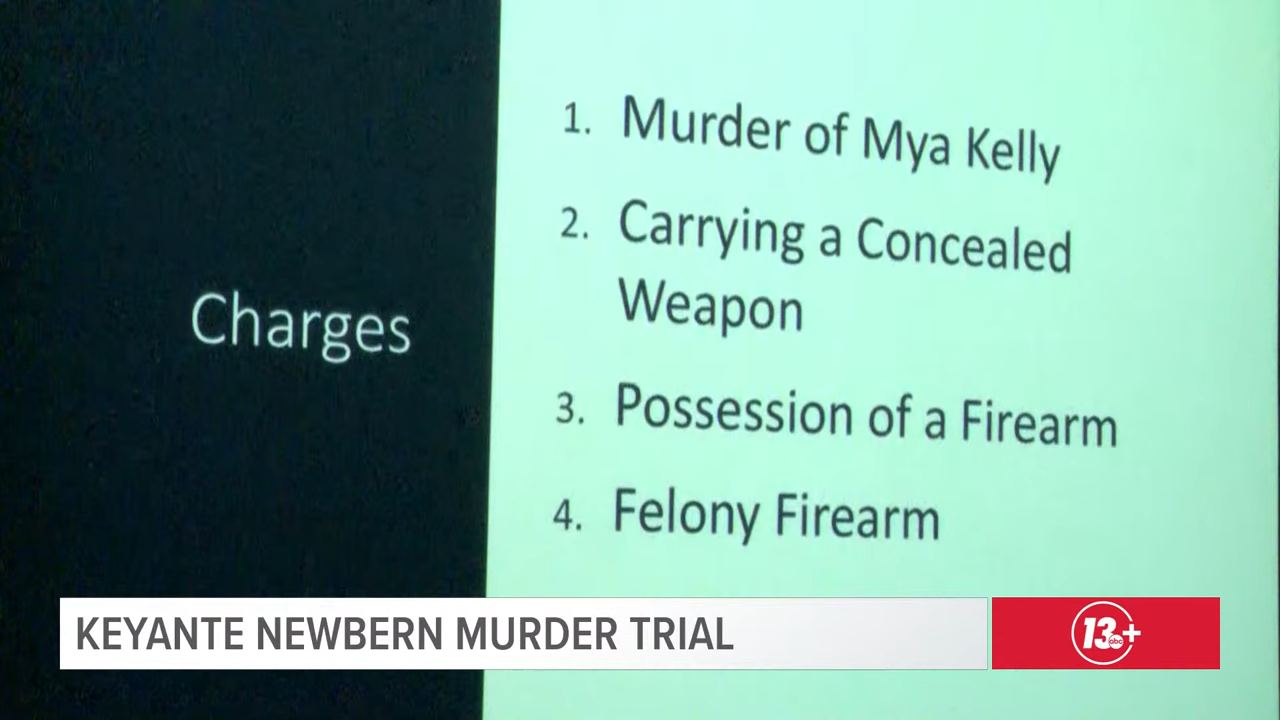 Charges
1. Murder of Mya Kelly
2. Carrying a Concealed
Weapon
3. Possession of a Firearm
4. Felony Firearm
KEYANTE NEWBERN MURDER TRIAL
13 abc+